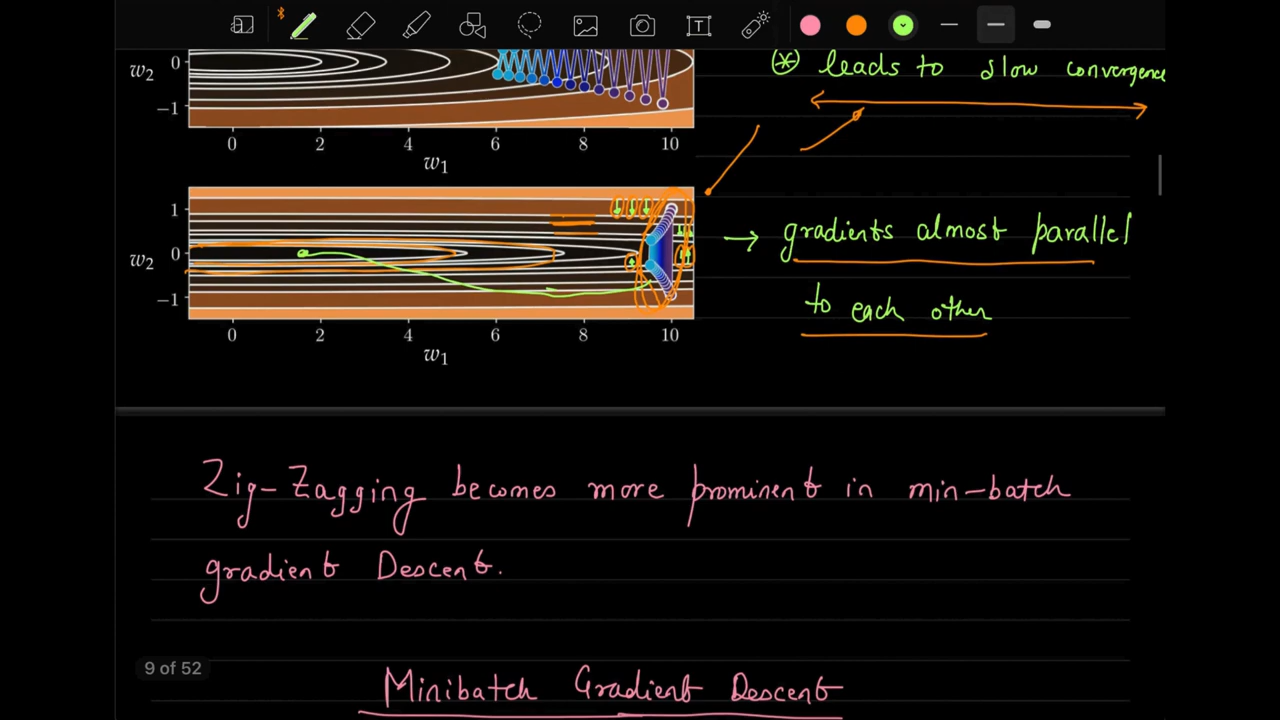 T
w₂
0
−1
0 2 4 6 8 10
w₁
⊛ leads to slow convergence
w₂
1
0
−1
0 2 4 6 8 10
w₁
→ gradients almost parallel
to each other
Zig-Zagging becomes more prominent in min-batch
gradient Descent.
9 of 52
Minibatch Gradient Descent